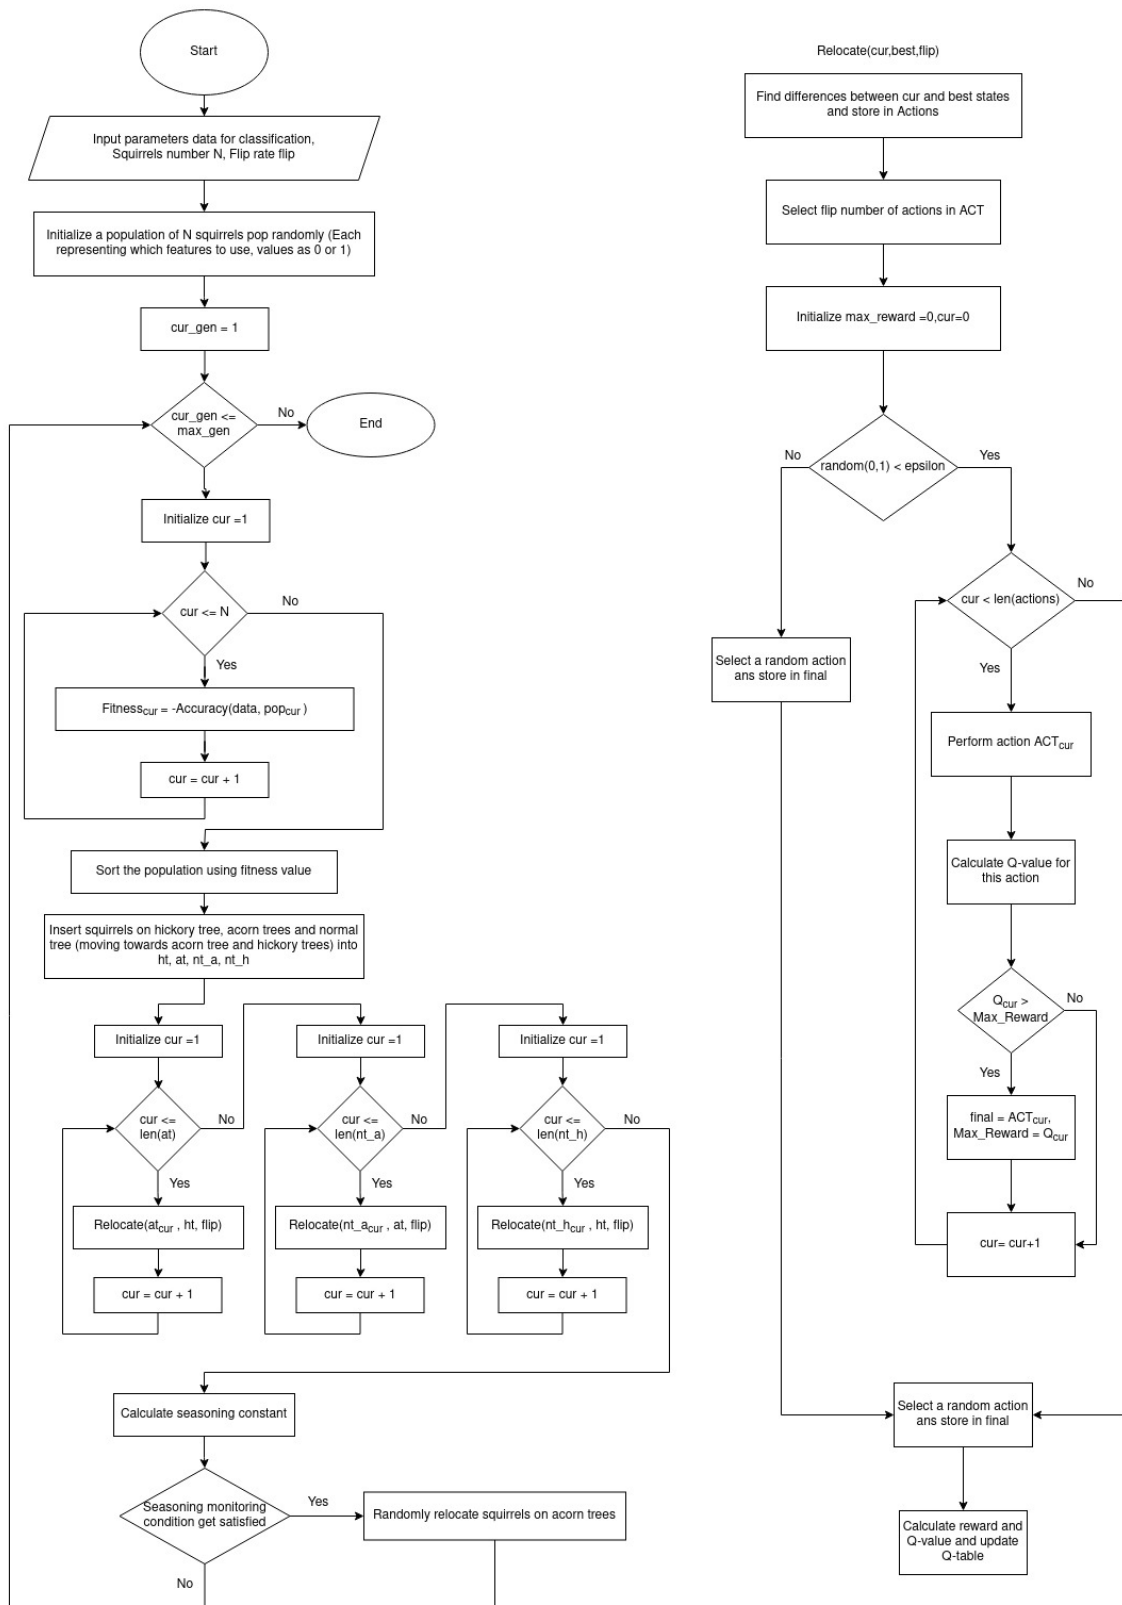 Start
Input parameters data for classification,
Squirrels number N, Flip rate flip
Initialize a population of N squirrels pop randomly (Each
representing which features to use, values as 0 or 1)
cur_gen = 1
cur_gen <=
max_gen
No
End
Initialize cur =1
cur <= N
No
Yes
Fitnesscur = -Accuracy(data, popcur )
cur = cur + 1
Sort the population using fitness value
Insert squirrels on hickory tree, acorn trees and normal
tree (moving towards acorn tree and hickory trees) into
ht, at, nt_a, nt_h
Initialize cur =1
cur <=
len(at)
No
Yes
Relocate(atcur , ht, flip)
cur = cur + 1
Initialize cur =1
cur <=
len(nt_a)
No
Yes
Relocate(nt_acur , at, flip)
cur = cur + 1
Initialize cur =1
cur <=
len(nt_h)
No
Yes
Relocate(nt_hcur , ht, flip)
cur = cur + 1
Calculate seasoning constant
Seasoning monitoring
condition get satisfied
Yes
Randomly relocate squirrels on acorn trees
No
Relocate(cur,best,flip)
Find differences between cur and best states
and store in Actions
Select flip number of actions in ACT
Initialize max_reward =0,cur=0
random(0,1) < epsilon
No
Yes
Select a random action
ans store in final
cur < len(actions)
No
Yes
Perform action ACTcur
Calculate Q-value for
this action
Qcur >
Max_Reward
No
Yes
final = ACTcur,
Max_Reward = Qcur
cur= cur+1
Select a random action
ans store in final
Calculate reward and
Q-value and update
Q-table